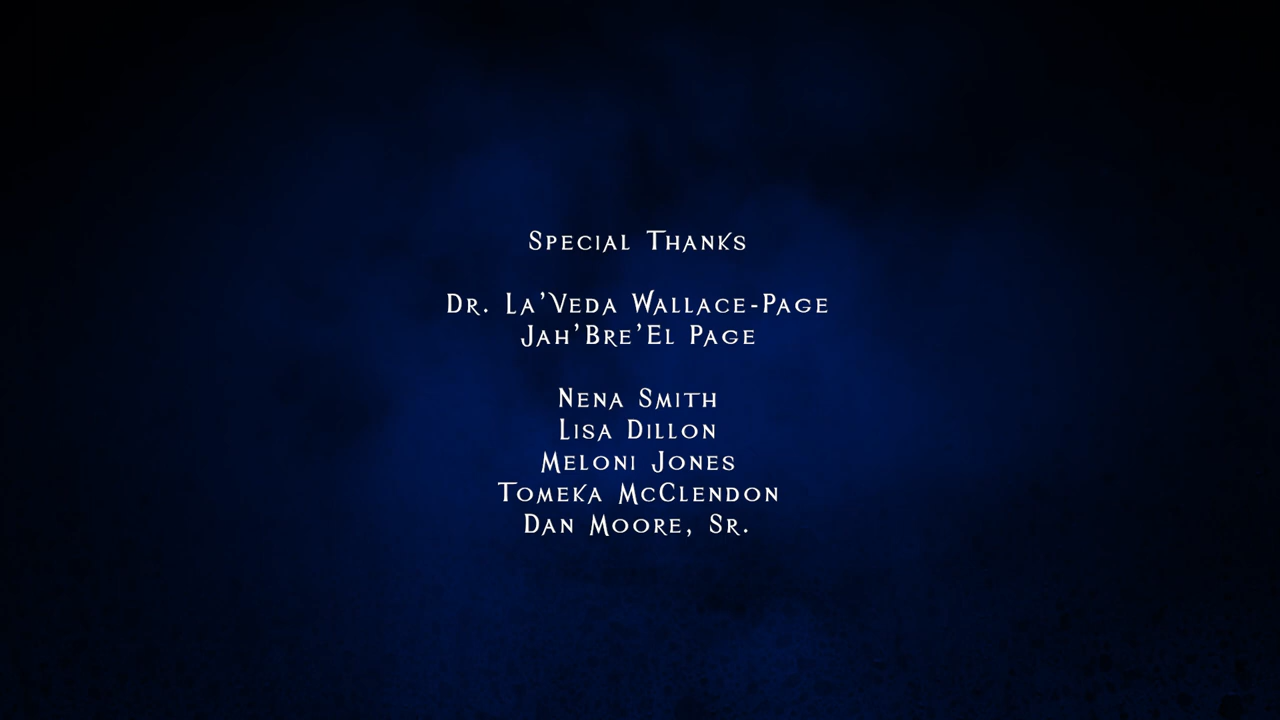 Special Thanks
Dr. La'Veda Wallace-Page
Jah'Bre'El Page
Nena Smith
Lisa Dillon
Meloni Jones
Tomeka McClendon
Dan Moore, Sr.